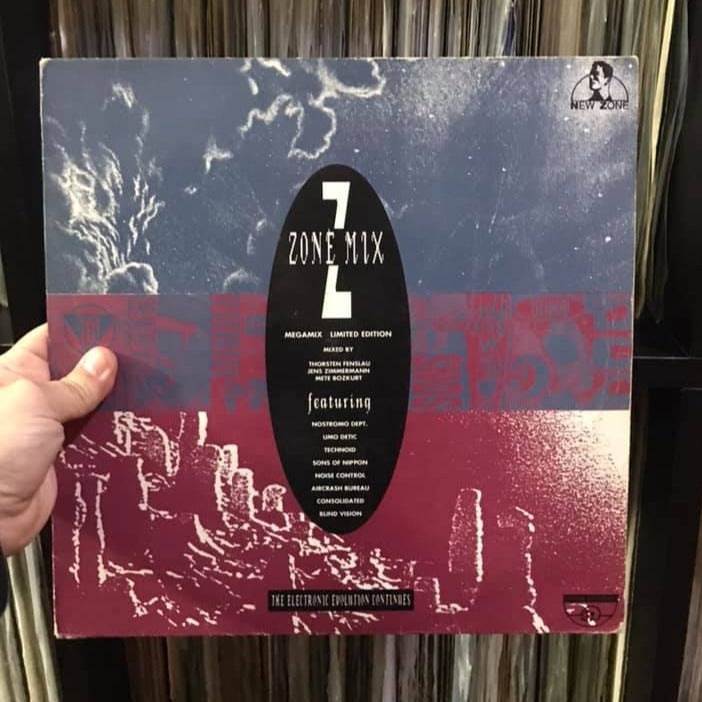 NEW ZONE
Z
ZONE MIX
MEGAMIX LIMITED EDITION
MIXED BY
THORSTEN FENSLAU
JENS ZIMMERMANN
METE BOZKURT
featuring
NOSTROMO DEPT.
UMO DETIC
TECHNOID
SONS OF NIPPON
NOISE CONTROL
AIRCRASH BUREAU
CONSOLIDATED
BLIND VISION
THE ELECTRONIC EVOLUTION CONTINUES